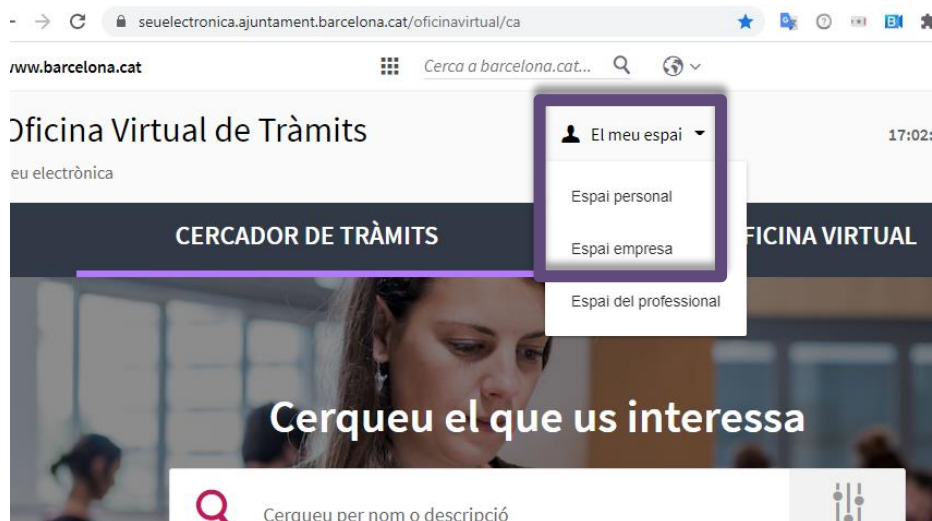 seuelectronica.ajuntament.barcelona.cat/oficinavirtual/ca
www.barcelona.cat
Cerca a barcelona.cat...
Oficina Virtual de Tràmits
El meu espai
17:02:
eu electrònica
Espai personal
Espai empresa
Espai del professional
CERCADOR DE TRÀMITS
FICINA VIRTUAL
Cerqueu el que us interessa
Cerqueu per nom o descripció